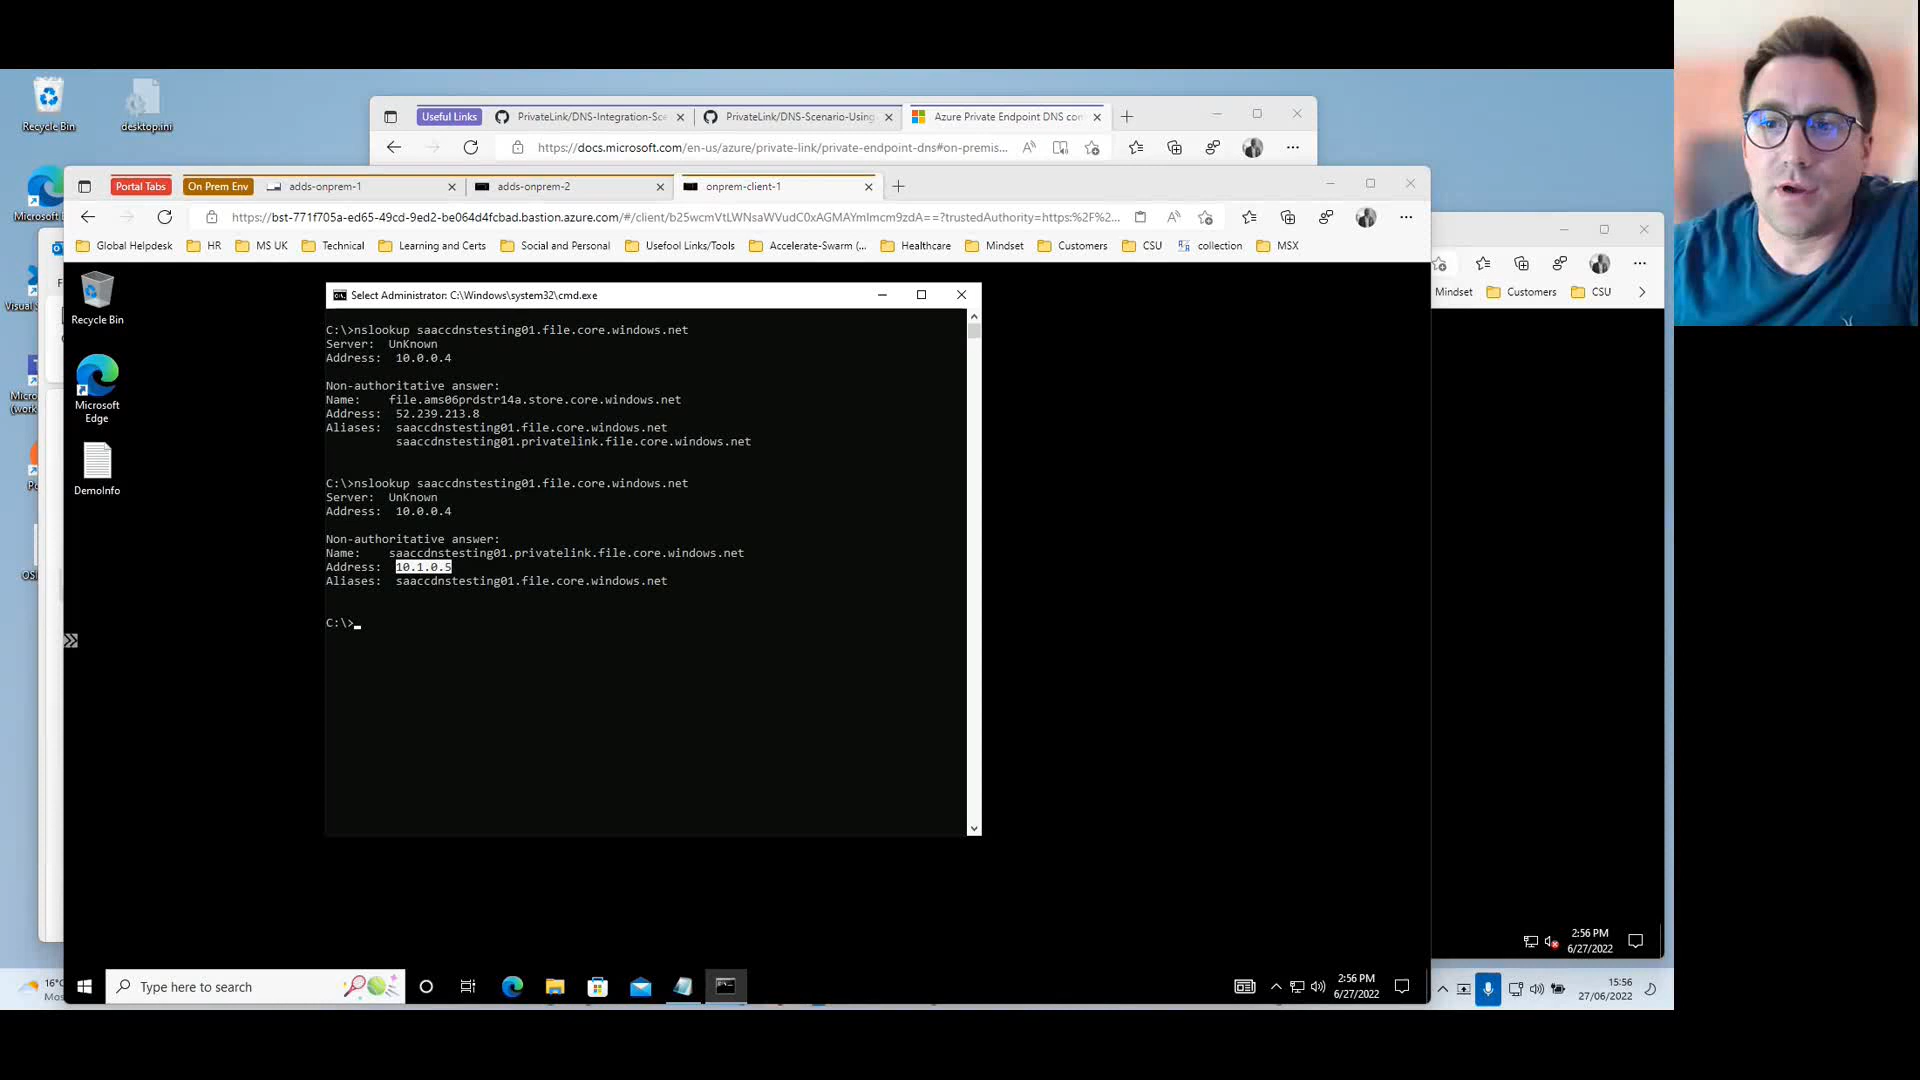 Recycle Bin
desktop.ini
Useful Links
PrivateLink/DNS-Integration-Sce
PrivateLink/DNS-Scenario-Using
Azure Private Endpoint DNS con
https://docs.microsoft.com/en-us/azure/private-link/private-endpoint-dns#on-premis...
Portal Tabs
On Prem Env
adds-onprem-1
adds-onprem-2
onprem-client-1
https://bst-771f705a-ed65-49cd-9ed2-be064d4fcbad.bastion.azure.com/#/client/b25wcmVtLWNsaWVudC0xAGMAYmlmcm9zdA==?trustedAuthority=https:%2F%2...
Global Helpdesk
HR
MS UK
Technical
Learning and Certs
Social and Personal
Usefool Links/Tools
Accelerate-Swarm (...
Healthcare
Mindset
Customers
CSU
collection
MSX
Mindset
Customers
CSU
Microsoft
Visual
Recycle Bin
Microsoft
Edge
DemoInfo
Select Administrator: C:\Windows\system32\cmd.exe
C:\>nslookup saaccdnstesting01.file.core.windows.net
Server:  UnKnown
Address:  10.0.0.4
Non-authoritative answer:
Name:    file.ams06prdstr14a.store.core.windows.net
Address:  52.239.213.8
Aliases:  saaccdnstesting01.file.core.windows.net
saaccdnstesting01.privatelink.file.core.windows.net
C:\>nslookup saaccdnstesting01.file.core.windows.net
Server:  UnKnown
Address:  10.0.0.4
Non-authoritative answer:
Name:    saaccdnstesting01.privatelink.file.core.windows.net
Address:  10.1.0.5
Aliases:  saaccdnstesting01.file.core.windows.net
C:\>
2:56 PM
6/27/2022
16°C
Type here to search
2:56 PM
6/27/2022
15:56
27/06/2022